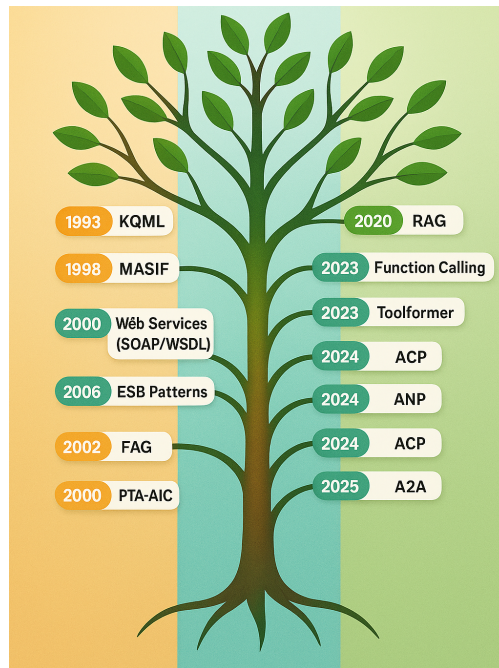 1993 KQML
1998 MASIF
2000 Wêb Services
(SOAP/WSDL)
2006 ESB Patterns
2002 FAG
2000 PTA-AIC
2020 RAG
2023 Function Calling
2023 Toolformer
2024 ACP
2024 ANP
2024 ACP
2025 A2A